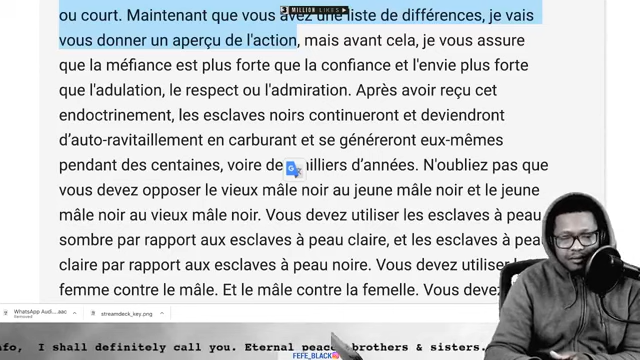 3 MILLION LIKES
ou court. Maintenant que vous avez une liste de différences, je vais
vous donner un aperçu de l'action, mais avant cela, je vous assure
que la méfiance est plus forte que la confiance et l'envie plus forte
que l'adulation, le respect ou l'admiration. Après avoir reçu cet
endoctrinement, les esclaves noirs continueront et deviendront
d'auto-ravitaillement en carburant et se généreront eux-mêmes
pendant des centaines, voire de milliers d'années. N'oubliez pas que
vous devez opposer le vieux mâle noir au jeune mâle noir et le jeune
mâle noir au vieux mâle noir. Vous devez utiliser les esclaves à peau
sombre par rapport aux esclaves à peau claire, et les esclaves à peau
claire par rapport aux esclaves à peau noire. Vous devez utiliser
femme contre le mâle. Et le mâle contre la femelle. Vous devez
WhatsApp Aud....aac
Removed
streamdeck_key.png
nfo, I shall definitely call you. Eternal peace brothers & sisters.
FEFE_BLACK